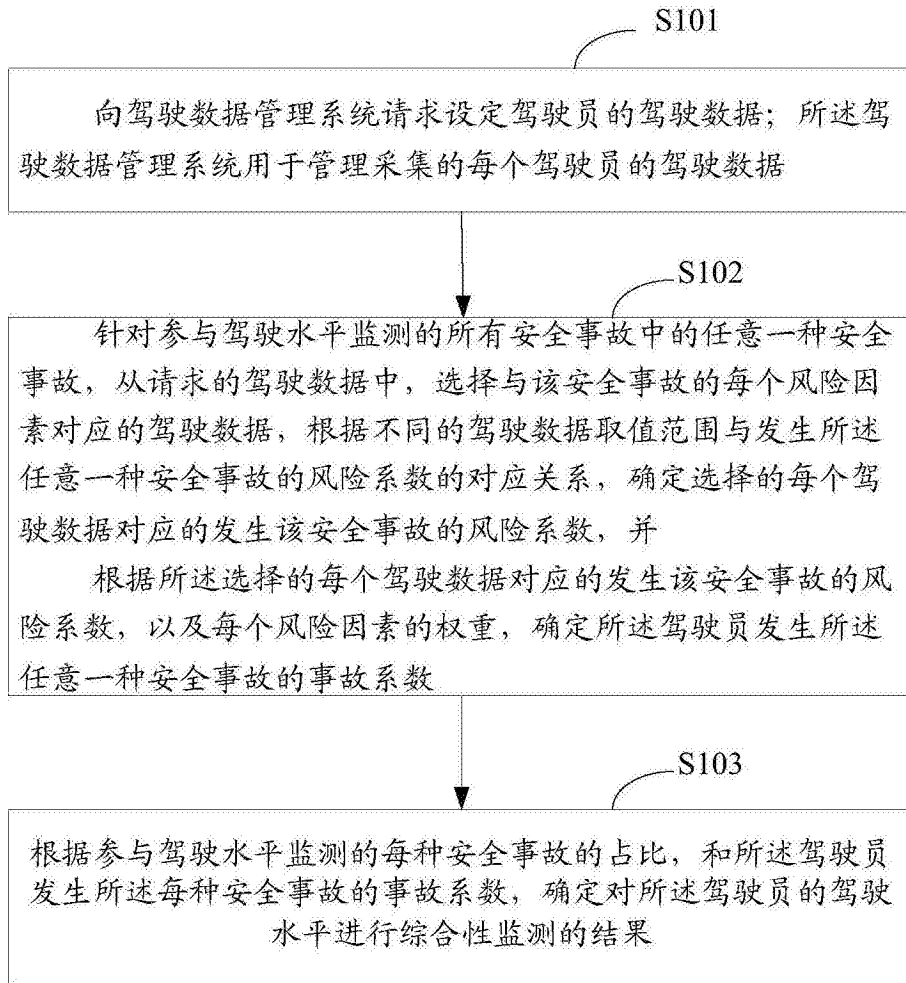 S101
向驾驶数据管理系统请求设定驾驶员的驾驶数据；所述驾
驶数据管理系统用于管理采集的每个驾驶员的驾驶数据
S102
针对参与驾驶水平监测的所有安全事故中的任意一种安全
事故，从请求的驾驶数据中，选择与该安全事故的每个风险因
素对应的驾驶数据，根据不同的驾驶数据取值范围与发生所述
任意一种安全事故的风险系数的对应关系，确定选择的每个驾
驶数据对应的发生该安全事故的风险系数，并
根据所述选择的每个驾驶数据对应的发生该安全事故的风
险系数，以及每个风险因素的权重，确定所述驾驶员发生所述
任意一种安全事故的事故系数
S103
根据参与驾驶水平监测的每种安全事故的占比，和所述驾驶员
发生所述每种安全事故的事故系数，确定对所述驾驶员的驾驶
水平进行综合性监测的结果